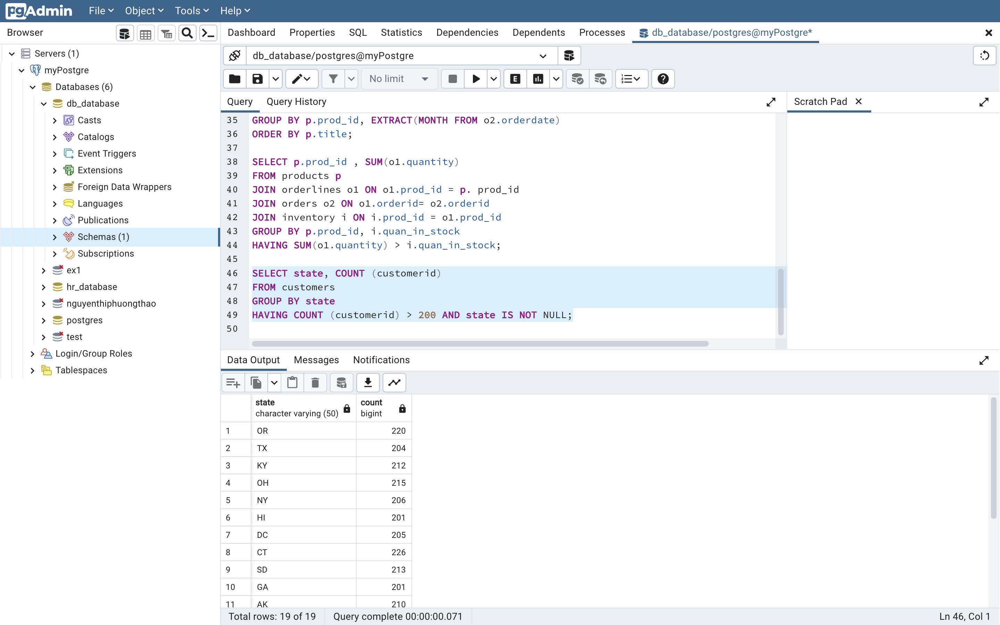 pgAdmin File Object Tools Help
Browser
Dashboard Properties SQL Statistics Dependencies Dependents Processes db_database/postgres@myPostgre*
Servers (1)
myPostgre
Databases (6)
db_database
Casts
Catalogs
Event Triggers
Extensions
Foreign Data Wrappers
Languages
Publications
Schemas (1)
Subscriptions
ex1
hr_database
nguyenthiphuongthao
postgres
test
Login/Group Roles
Tablespaces
db_database/postgres@myPostgre
No limit
E
Query Query History
Scratch Pad
35 GROUP BY p.prod_id, EXTRACT(MONTH FROM o2.orderdate)
36 ORDER BY p.title;
37
38 SELECT p.prod_id , SUM(o1.quantity)
39 FROM products p
40 JOIN orderlines o1 ON o1.prod_id = p. prod_id
41 JOIN orders o2 ON o1.orderid= o2.orderid
42 JOIN inventory i ON i.prod_id = o1.prod_id
43 GROUP BY p.prod_id, i.quan_in_stock
44 HAVING SUM(o1.quantity) > i.quan_in_stock;
45
46 SELECT state, COUNT (customerid)
47 FROM customers
48 GROUP BY state
49 HAVING COUNT (customerid) > 200 AND state IS NOT NULL;
50
Data Output Messages Notifications
state count
character varying (50) bigint
1 OR 220
2 TX 204
3 KY 212
4 OH 215
5 NY 206
6 HI 201
7 DC 205
8 CT 226
9 SD 213
10 GA 201
11 AK 210
Total rows: 19 of 19 Query complete 00:00:00.071 Ln 46, Col 1